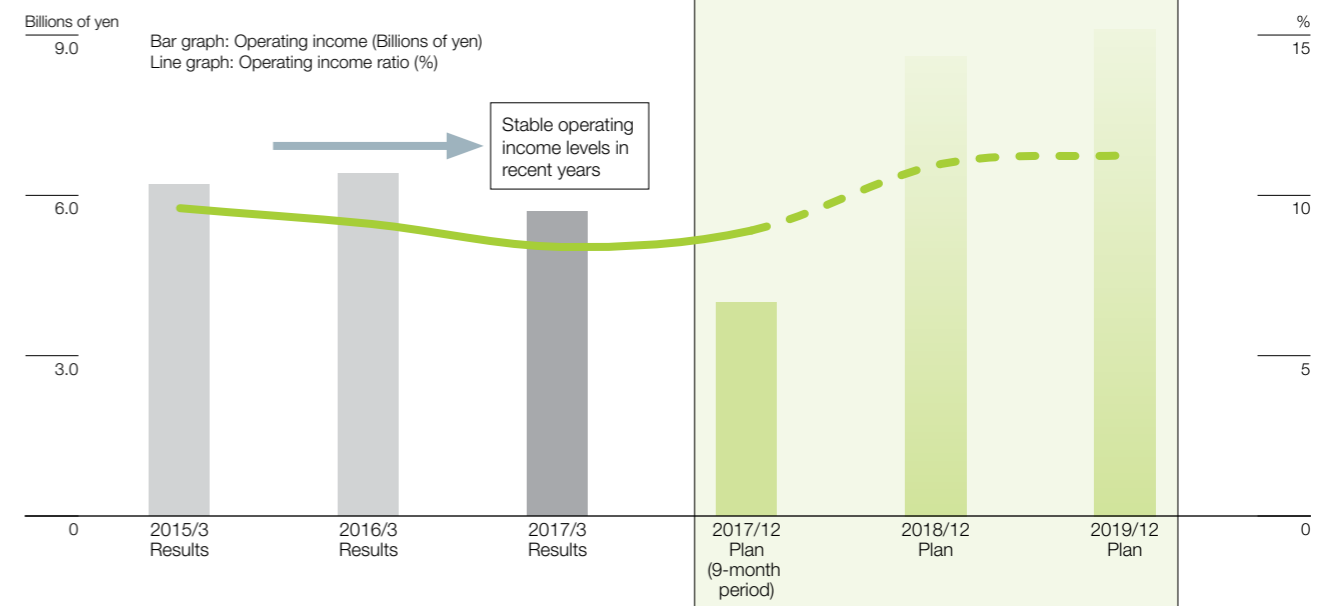 Billions of yen
9.0
Bar graph: Operating income (Billions of yen)
Line graph: Operating income ratio (%)
%
15
Stable operating
income levels in
recent years
6.0
10
3.0
5
0
0
2015/3
Results
2016/3
Results
2017/3
Results
2017/12
Plan
(9-month
period)
2018/12
Plan
2019/12
Plan